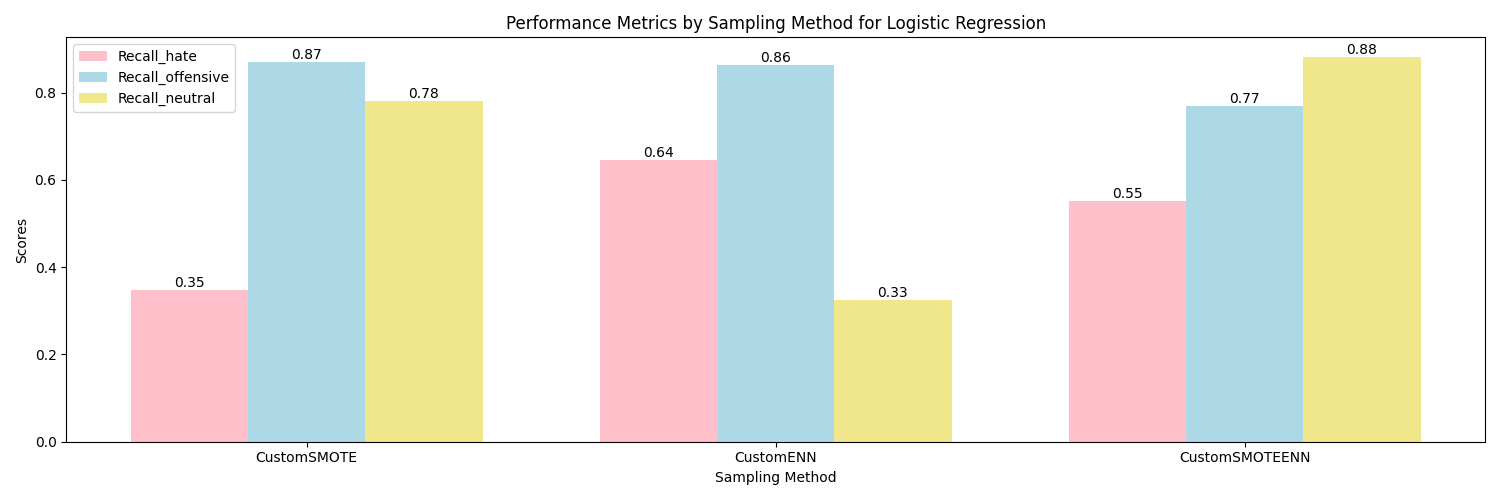 Performance Metrics by Sampling Method for Logistic Regression
Recall_hate
Recall_offensive
Recall_neutral
0.35
0.87
0.78
0.64
0.86
0.33
0.55
0.77
0.88
Scores
0.8
0.6
0.4
0.2
0.0
CustomSMOTE
CustomENN
CustomSMOTEENN
Sampling Method